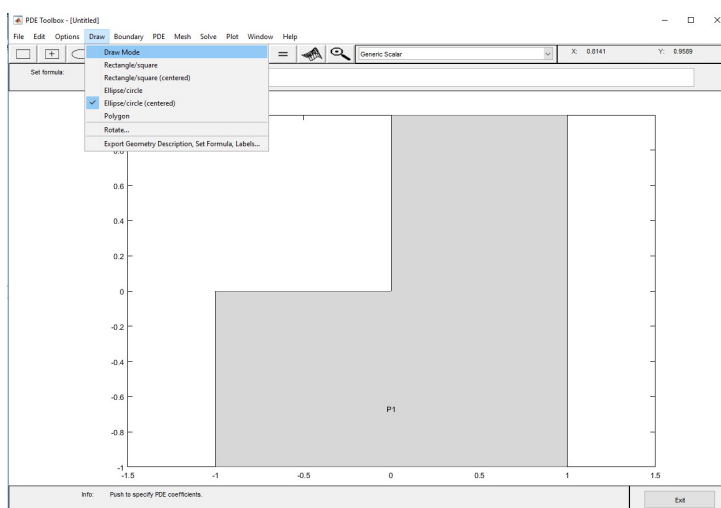 PDE Toolbox - [Untitled]
File Edit Options Draw Boundary PDE Mesh Solve Plot Window Help
Generic Scalar
X: 0.8141 Y: 0.9589
Set formula:
Draw Mode
Rectangle/square
Rectangle/square (centered)
Ellipse/circle
Ellipse/circle (centered)
Polygon
Rotate...
Export Geometry Description, Set Formula, Labels...
0.6
0.4
0.2
0
-0.2
-0.4
-0.6
P1
-0.8
-1
-1.5 -1 -0.5 0 0.5 1 1.5
Info: Push to specify PDE coefficients.
Exit